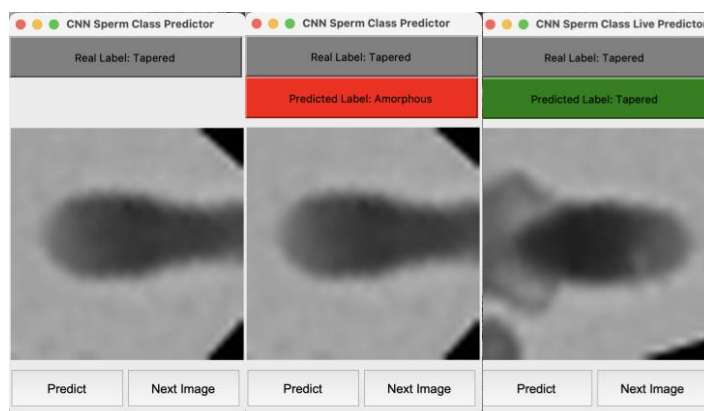 CNN Sperm Class Predictor
Real Label: Tapered
Predict
Next Image
CNN Sperm Class Predictor
Real Label: Tapered
Predicted Label: Amorphous
Predict
Next Image
CNN Sperm Class Live Predictor
Real Label: Tapered
Predicted Label: Tapered
Predict
Next Image